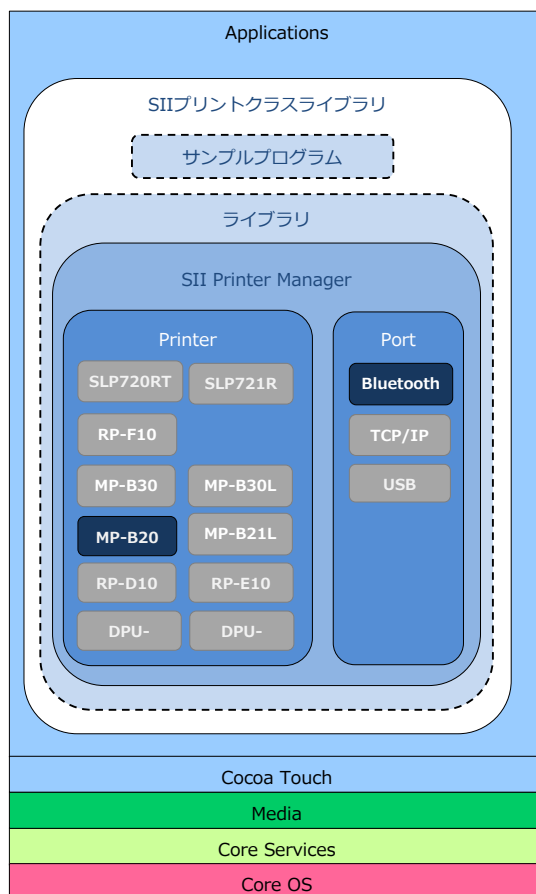 Applications
SIIプリントクラスライブラリ
サンプルプログラム
ライブラリ
SII Printer Manager
Printer
SLP720RT
SLP721R
RP-F10
MP-B30
MP-B30L
MP-B20
MP-B21L
RP-D10
RP-E10
DPU-
DPU-
Port
Bluetooth
TCP/IP
USB
Cocoa Touch
Media
Core Services
Core OS